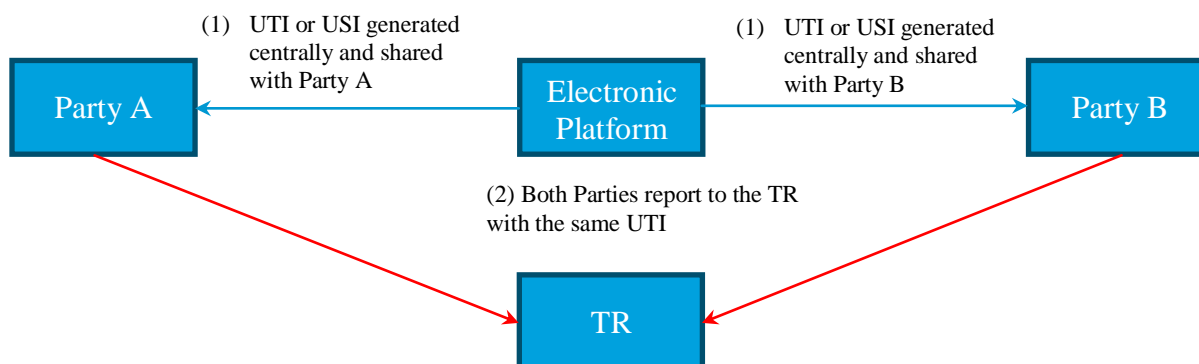 (1) UTI or USI generated
centrally and shared
with Party A
(1) UTI or USI generated
centrally and shared
with Party B
Party A
Electronic
Platform
Party B
(2) Both Parties report to the TR
with the same UTI
TR